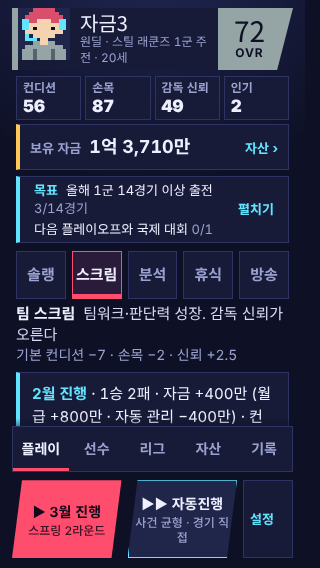 자금3
원딜 · 스틸 래쿤즈 1군 주
전 · 20세
72
OVR
컨디션
56
손목
87
감독 신뢰
49
인기
2
보유 자금 1억 3,710만
자산 ›
목표 올해 1군 14경기 이상 출전
3/14경기
다음 플레이오프와 국제 대회 0/1
펼치기
솔랭
스크림
분석
휴식
방송
팀 스크림 팀워크·판단력 성장. 감독 신뢰가
오른다
기본 컨디션 −7 · 손목 −2 · 신뢰 +2.5
2월 진행 · 1승 2패 · 자금 +400만 (월
급 +800만 · 자동 관리 −400만) · 컨
플레이
선수
리그
자산
기록
▶ 3월 진행
스프링 2라운드
▶▶ 자동진행
사건 균형 · 경기 직
접
설정